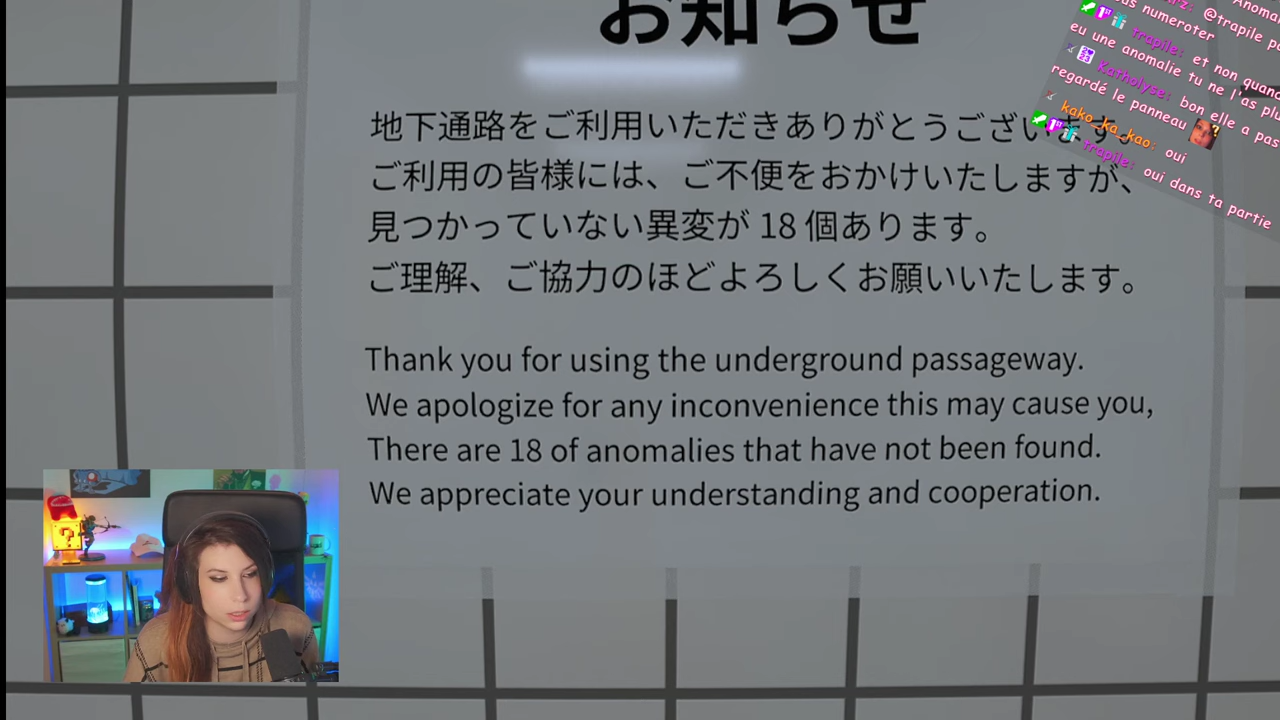 お知らせ
地下通路をご利用いただきありがとうございます。
ご利用の皆様には、ご不便をおかけいたしますが、
見つかっていない異変が 18 個あります。
ご理解、ご協力のほどよろしくお願いいたします。
Thank you for using the underground passageway.
We apologize for any inconvenience this may cause you,
There are 18 of anomalies that have not been found.
We appreciate your understanding and cooperation.
Anoma
@trapile
numeroter
trapile: et non quand
eu une anomalie tu ne l'as
Katholyse: bon elle a pas
regardé le panneau
kako_ka_kao: oui
trapile: oui dans ta partie
?